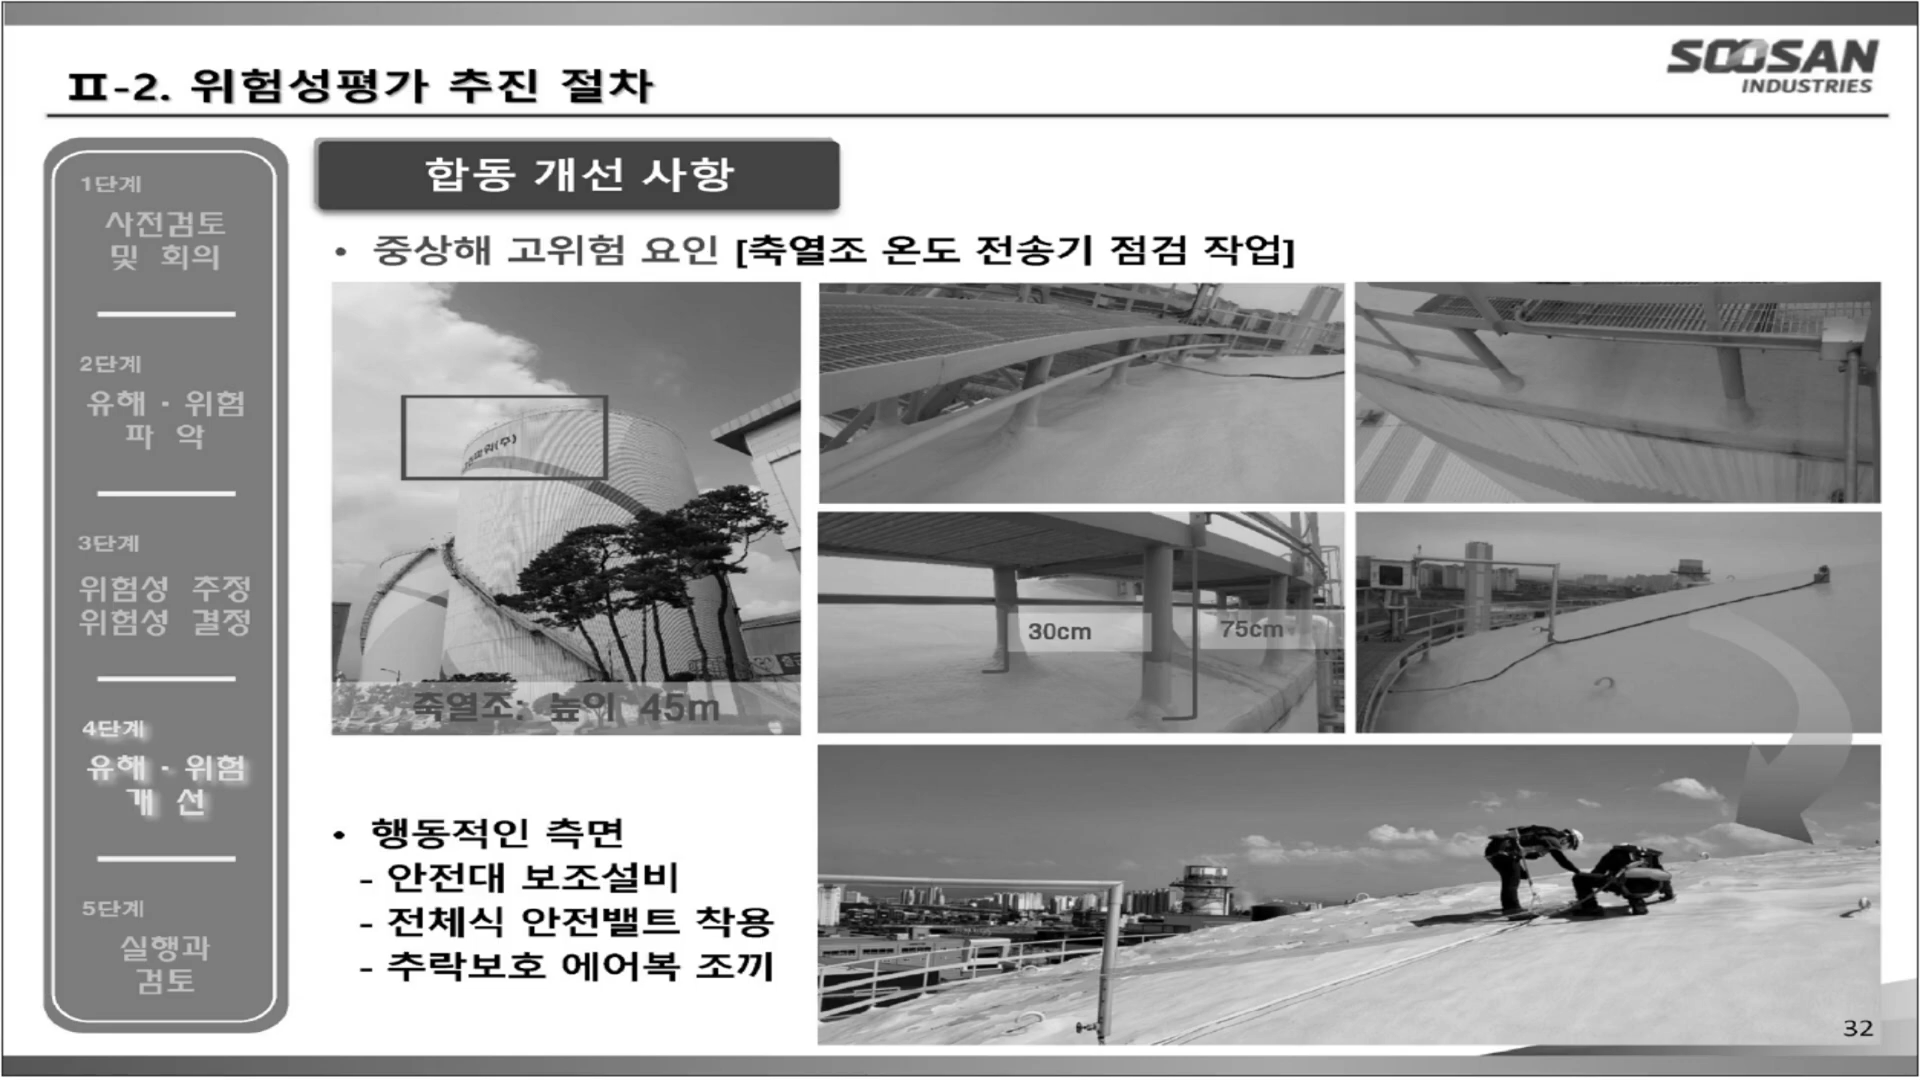 Ⅱ-2. 위험성평가 추진 절차
SOOSAN
INDUSTRIES
1단계
사전검토
및 회의
2단계
유해 · 위험
파 악
3단계
위험성 추정
위험성 결정
4단계
유해 · 위험
개 선
5단계
실행과
검토
합동 개선 사항
• 중상해 고위험 요인 [축열조 온도 전송기 점검 작업]
축열조: 높이 45m
30cm
75cm
• 행동적인 측면
- 안전대 보조설비
- 전체식 안전밸트 착용
- 추락보호 에어복 조끼
32